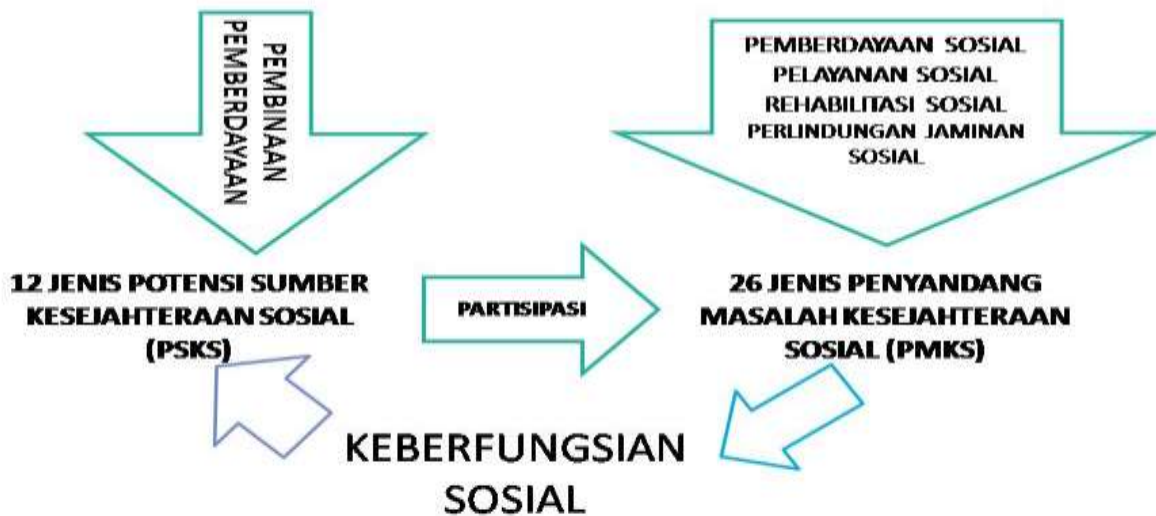 PEMBINAAN
PEMBERDAYAAN
PEMBERDAYAAN SOSIAL
PELAYANAN SOSIAL
REHABILITASI SOSIAL
PERLINDUNGAN JAMINAN
SOSIAL
12 JENIS POTENSI SUMBER
KESEJAHTERAAN SOSIAL
(PSKS)
PARTISIPASI
26 JENIS PENYANDANG
MASALAH KESEJAHTERAAN
SOSIAL (PMKS)
KEBERFUNGSIAN
SOSIAL